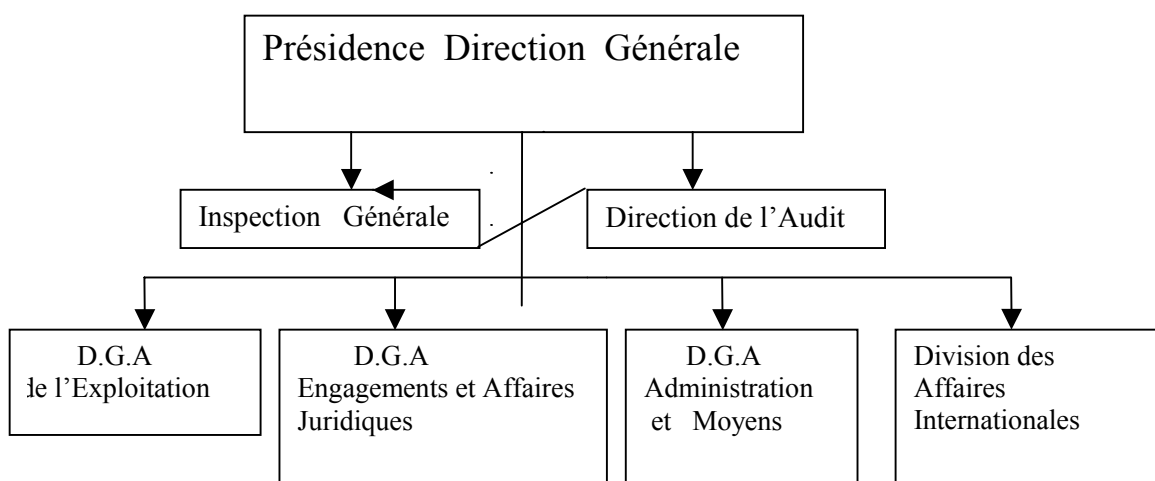 Présidence Direction Générale
Inspection Générale
Direction de l’Audit
D.G.A
de l’Exploitation
D.G.A
Engagements et Affaires
Juridiques
D.G.A
Administration
et Moyens
Division des
Affaires
Internationales